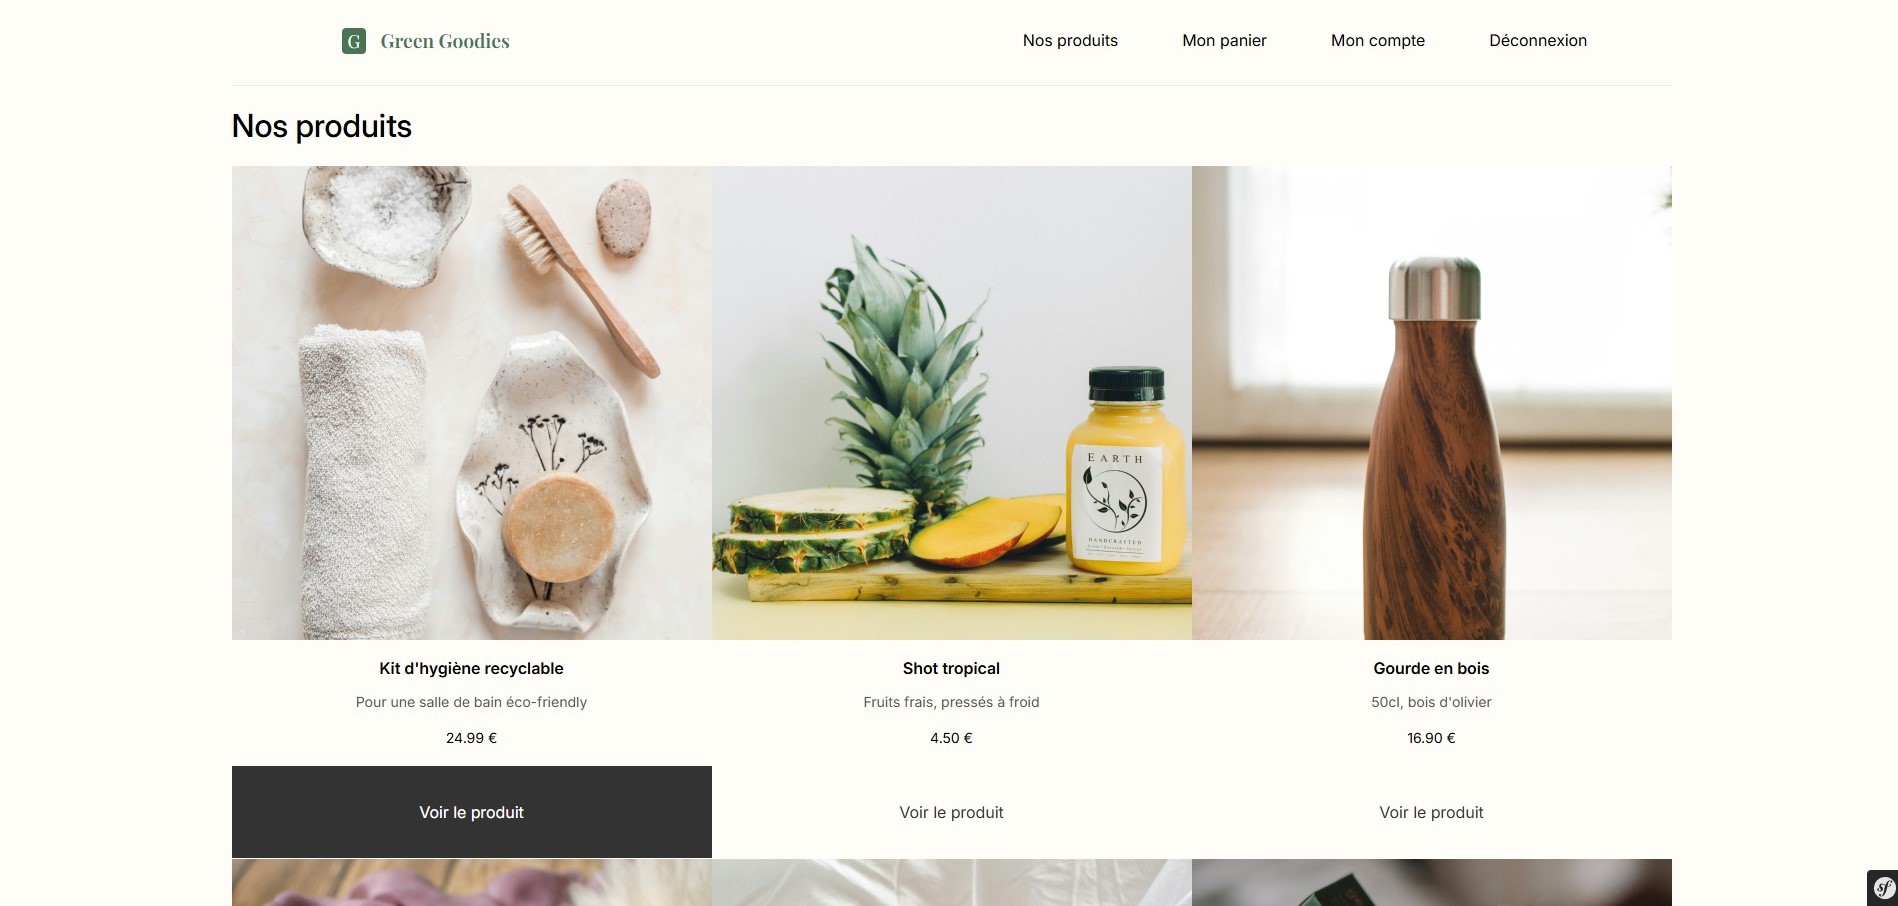 G Green Goodies
Nos produits Mon panier Mon compte Déconnexion
Nos produits
EARTH
HANDCRAFTED
Kit d'hygiène recyclable
Pour une salle de bain éco-friendly
24.99 €
Voir le produit
Shot tropical
Fruits frais, pressés à froid
4.50 €
Voir le produit
Gourde en bois
50cl, bois d'olivier
16.90 €
Voir le produit
sf